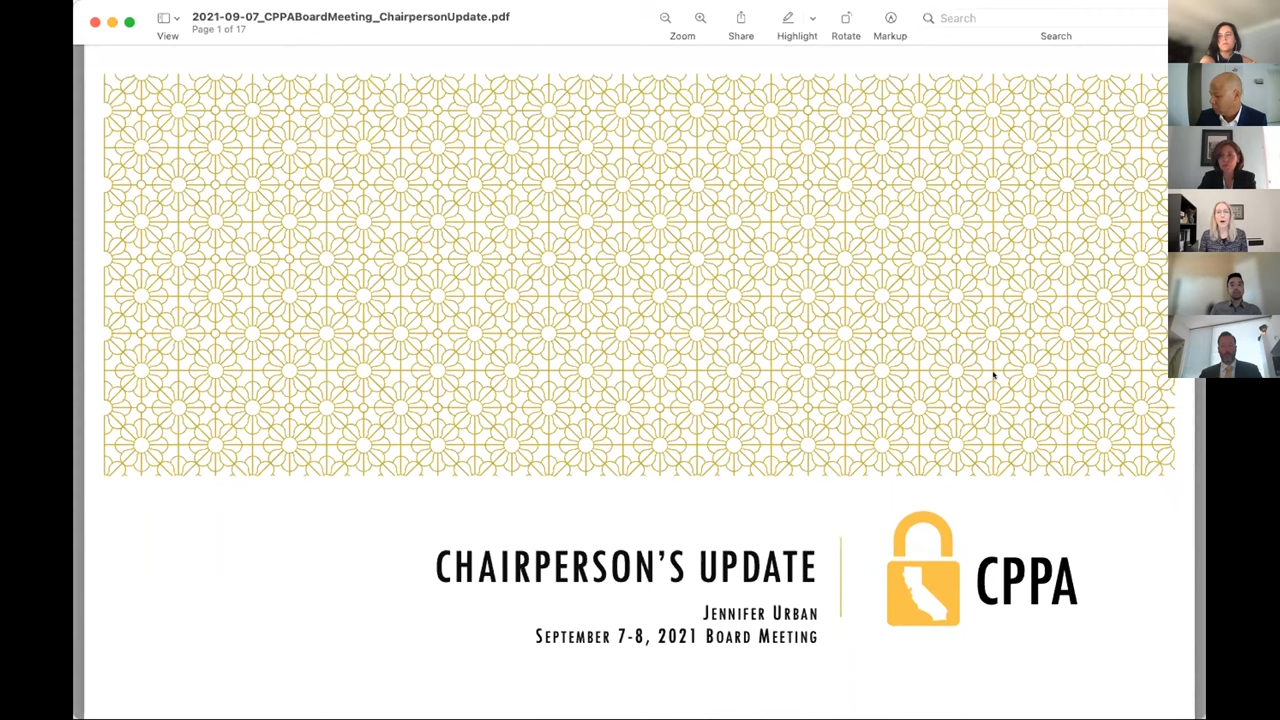 2021-09-07_CPPABoardMeeting_ChairpersonUpdate.pdf
Page 1 of 17
View
Zoom
Share
Highlight
Rotate
Markup
Search
Search
CHAIRPERSON'S UPDATE
JENNIFER URBAN
SEPTEMBER 7-8, 2021 BOARD MEETING
CPPA